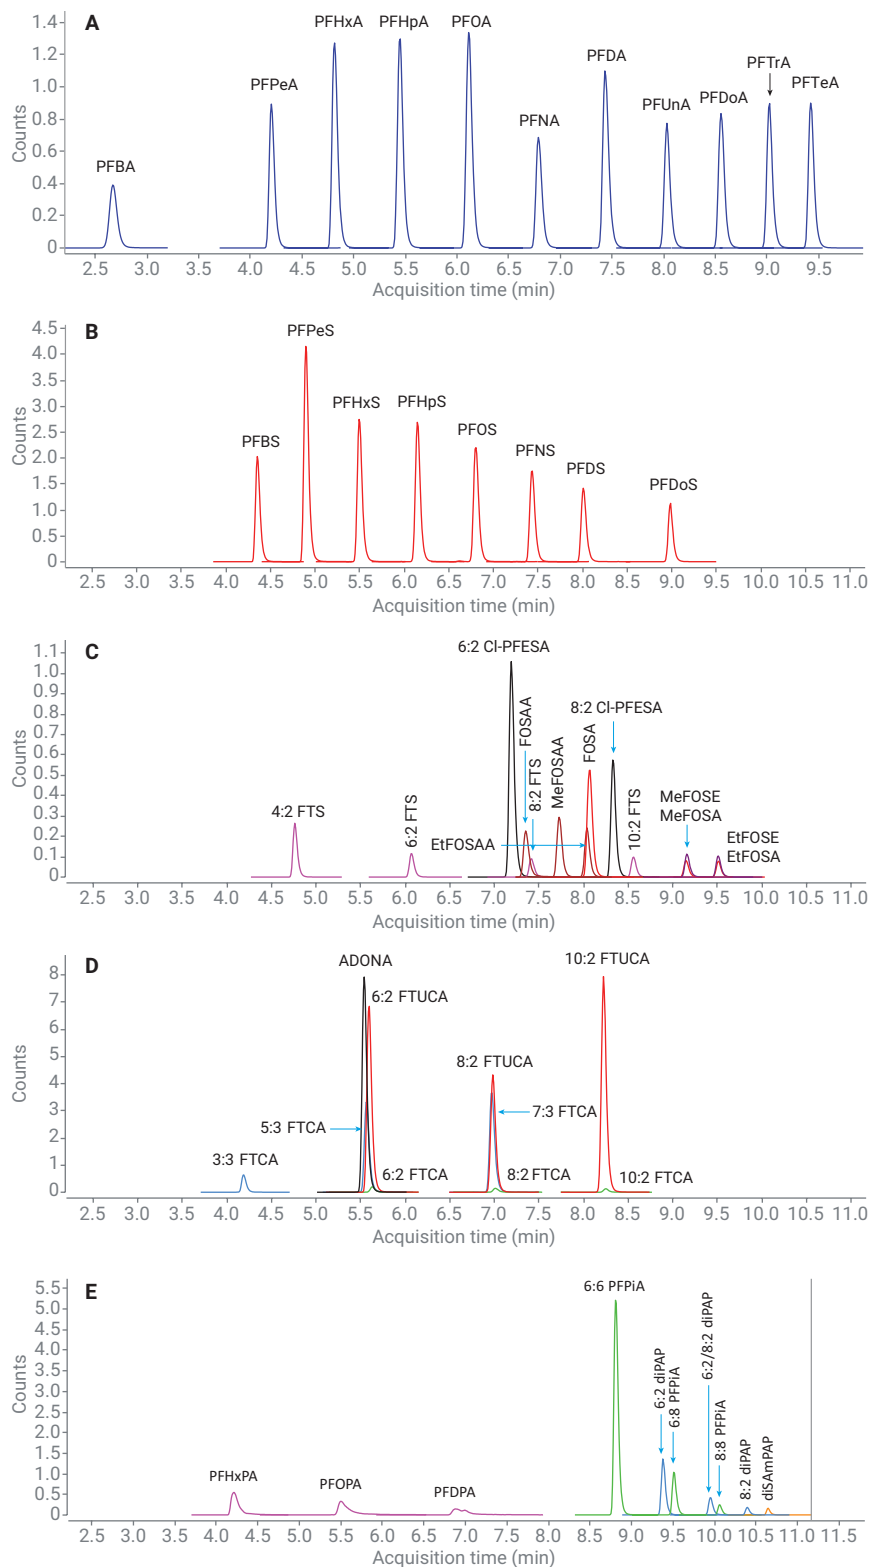 A
1.4
1.2
1.0
0.8
0.6
0.4
0.2
0
Counts
PFBA
PFPeA
PFHxA
PFHpA
PFOA
PFNA
PFDA
PFUnA
PFDoA
PFTrA
PFTeA
2.5 3.0 3.5 4.0 4.5 5.0 5.5 6.0 6.5 7.0 7.5 8.0 8.5 9.0 9.5
Acquisition time (min)
B
4.5
4.0
3.5
3.0
2.5
2.0
1.5
1.0
0.5
0
Counts
PFBS
PFPeS
PFHxS
PFHpS
PFOS
PFNS
PFDS
PFDoS
2.5 3.0 3.5 4.0 4.5 5.0 5.5 6.0 6.5 7.0 7.5 8.0 8.5 9.0 9.5 10.0 10.5 11.0
Acquisition time (min)
C
1.1
1.0
0.9
0.8
0.7
0.6
0.5
0.4
0.3
0.2
0.1
0
Counts
4:2 FTS
6:2 FTS
6:2 Cl-PFESA
EtFOSAA
FOSAA
8:2 FTS
MeFOSAA
FOSA
8:2 Cl-PFESA
10:2 FTS
MeFOSE
MeFOSA
EtFOSE
EtFOSA
2.5 3.0 3.5 4.0 4.5 5.0 5.5 6.0 6.5 7.0 7.5 8.0 8.5 9.0 9.5 10.0 10.5 11.0
Acquisition time (min)
D
8
7
6
5
4
3
2
1
0
Counts
3:3 FTCA
5:3 FTCA
ADONA
6:2 FTUCA
6:2 FTCA
8:2 FTUCA
7:3 FTCA
8:2 FTCA
10:2 FTUCA
10:2 FTCA
2.5 3.0 3.5 4.0 4.5 5.0 5.5 6.0 6.5 7.0 7.5 8.0 8.5 9.0 9.5 10.0 10.5 11.0
Acquisition time (min)
E
5.5
5.0
4.5
4.0
3.5
3.0
2.5
2.0
1.5
1.0
0.5
0
Counts
PFHxPA
PFOPA
PFDPA
6:6 PFPiA
6:2 diPAP
6:8 PFPiA
6:2/8:2 diPAP
8:8 PFPiA
8:2 diPAP
diSAmPAP
2.5 3.0 3.5 4.0 4.5 5.0 5.5 6.0 6.5 7.0 7.5 8.0 8.5 9.0 9.5 10.0 10.5 11.0 11.5
Acquisition time (min)